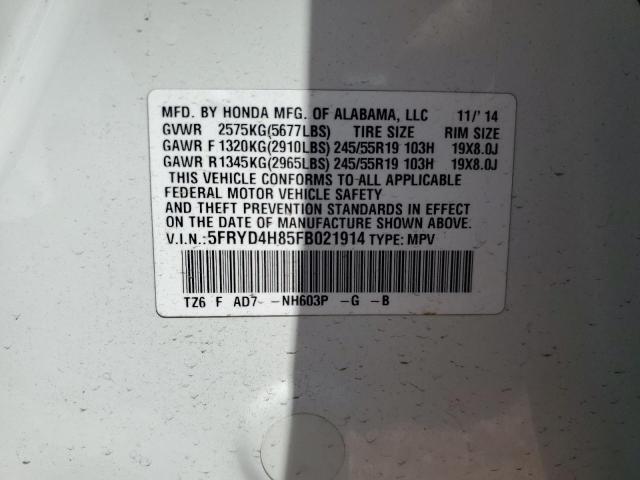 MFD. BY HONDA MFG. OF ALABAMA, LLC 11/'14
GVWR 2575KG(5677LBS) TIRE SIZE RIM SIZE
GAWR F 1320KG(2910LBS) 245/55R19 103H 19X8.0J
GAWR R 1345KG(2965LBS) 245/55R19 103H 19X8.0J
THIS VEHICLE CONFORMS TO ALL APPLICABLE
FEDERAL MOTOR VEHICLE SAFETY
AND THEFT PREVENTION STANDARDS IN EFFECT
ON THE DATE OF MANUFACTURE SHOWN ABOVE.
V.I.N.:5FRYD4H85FB021914 TYPE: MPV
TZ6 F AD7 -NH603P -G -B